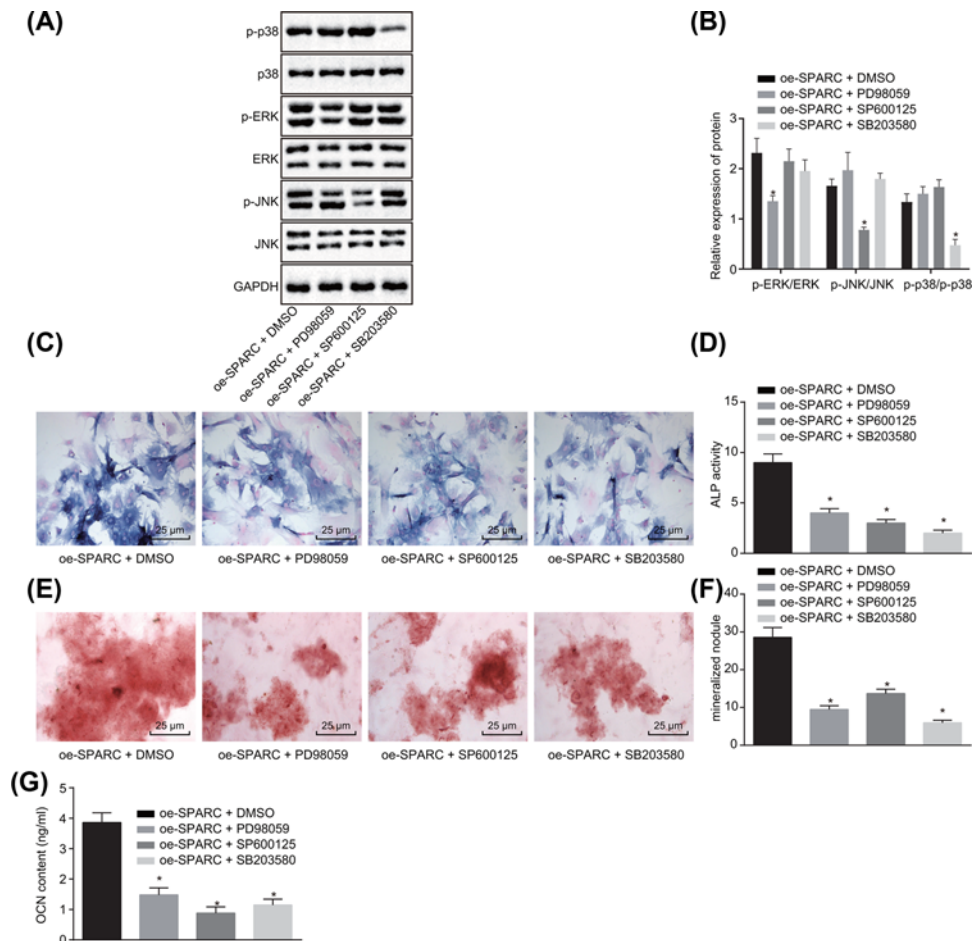 (A)
p-p38
p38
p-ERK
ERK
p-JNK
JNK
GAPDH
oe-SPARC + DMSO
oe-SPARC + PD98059
oe-SPARC + SP600125
oe-SPARC + SB203580
(B)
oe-SPARC + DMSO
oe-SPARC + PD98059
oe-SPARC + SP600125
oe-SPARC + SB203580
Relative expression of protein
3
2
1
0
*
*
*
p-ERK/ERK p-JNK/JNK p-p38/p-p38
(C)
25 μm
25 μm
25 μm
25 μm
oe-SPARC + DMSO
oe-SPARC + PD98059
oe-SPARC + SP600125
oe-SPARC + SB203580
(D)
oe-SPARC + DMSO
oe-SPARC + PD98059
oe-SPARC + SP600125
oe-SPARC + SB203580
ALP activity
15
10
5
0
*
*
*
(E)
25 μm
25 μm
25 μm
25 μm
oe-SPARC + DMSO
oe-SPARC + PD98059
oe-SPARC + SP600125
oe-SPARC + SB203580
(F)
oe-SPARC + DMSO
oe-SPARC + PD98059
oe-SPARC + SP600125
oe-SPARC + SB203580
mineralized nodule
40
30
20
10
0
*
*
*
(G)
oe-SPARC + DMSO
oe-SPARC + PD98059
oe-SPARC + SP600125
oe-SPARC + SB203580
OCN content (ng/ml)
5
4
3
2
1
0
*
*
*